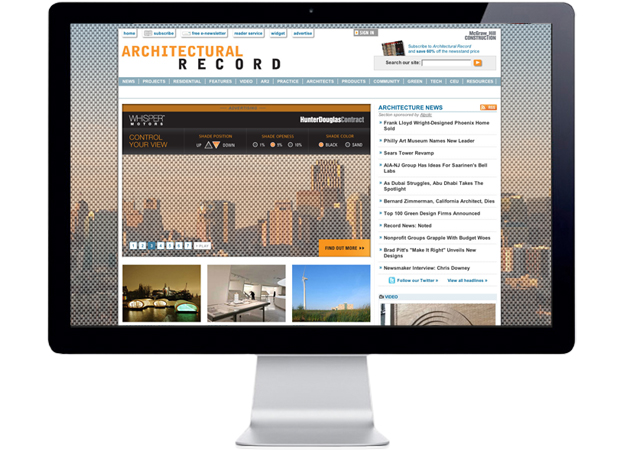 home
subscribe
free e-newsletter
reader service
widget
advertise
SIGN IN
McGraw_Hill
CONSTRUCTION
ARCHITECTURAL
RECORD
Subscribe to Architectural Record
and save 60% off the newsstand price
Search our site:
NEWS | PROJECTS | RESIDENTIAL | FEATURES | VIDEO | ARJ | PRACTICE | ARCHITECTS | PRODUCTS | COMMUNITY | GREEN | TECH | CEU | RESOURCES
ADVERTISING
WHISPER
MOTORS
HunterDouglasContract
CONTROL
YOUR VIEW
SHADE POSITION
UP DOWN
SHADE OPENESS
1% 5% 10%
SHADE COLOR
BLACK SAND
1 2 3 4 5 6 7
FIND OUT MORE
ARCHITECTURE NEWS
Section sponsored by
Frank Lloyd Wright-Designed Phoenix Home
Sold
Philly Art Museum Names New Leader
Sears Tower Revamp
AIA-NJ Group Has Ideas For Saarinen's Bell
Labs
As Dubai Struggles, Abu Dhabi Takes The
Spotlight
Bernard Zimmerman, California Architect, Dies
Top 100 Green Design Firms Announced
Record News: Noted
Nonprofit Groups Grapple With Budget Woes
Brad Pitt's "Make It Right" Unveils New
Designs
Newsmaker Interview: Chris Downey
Follow our Twitter » View all headlines »
VIDEO